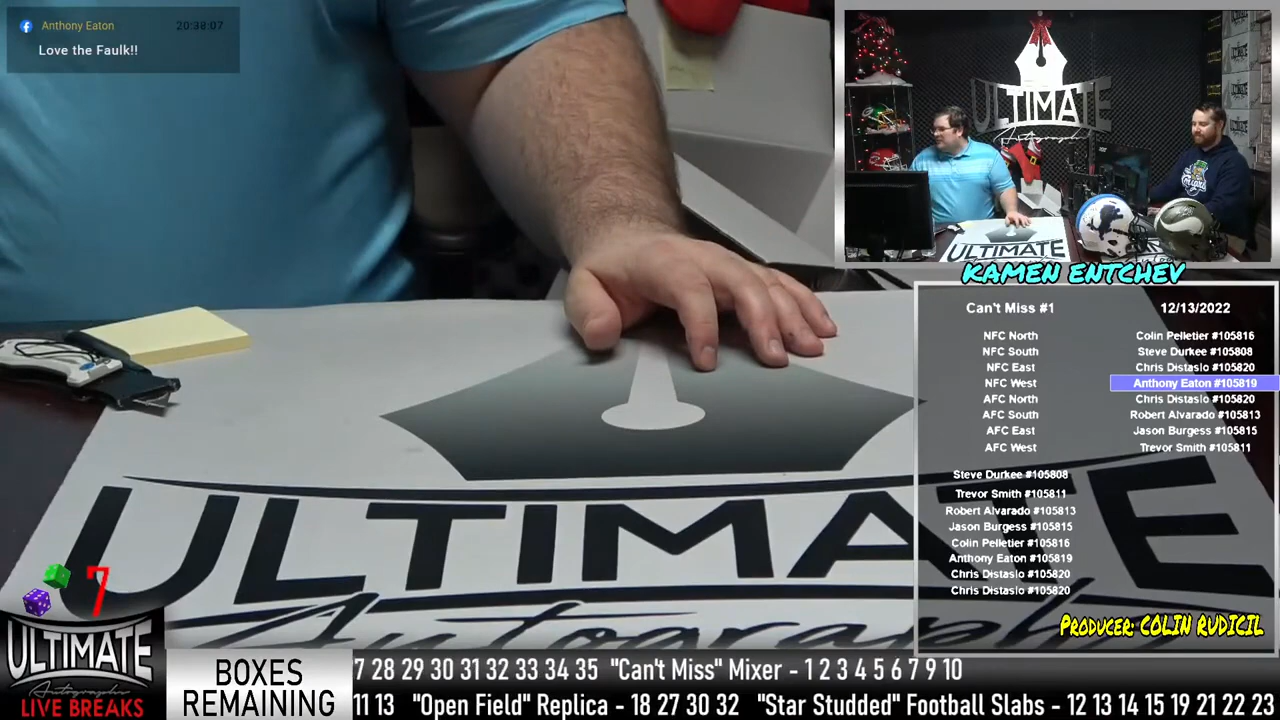 Anthony Eaton 20:38:07
Love the Faulk!!
ULTIMATE
Autographs
ULTIMATE
KAMEN ENTCHEV
Can't Miss #1 12/13/2022
NFC North Colin Pelletier #105816
NFC South Steve Durkee #105808
NFC East Chris Distasio #105820
NFC West Anthony Eaton #105819
AFC North Chris Distasio #105820
AFC South Robert Alvarado #105813
AFC East Jason Burgess #105815
AFC West Trevor Smith #105811
Steve Durkee #105808
Trevor Smith #105811
Robert Alvarado #105813
Jason Burgess #105815
Colin Pelletier #105816
Anthony Eaton #105819
Chris Distasio #105820
Chris Distasio #105820
PRODUCER: COLIN RUDICIL
ULTIMATE
Autographs
7
ULTIMATE
Autographs
LIVE BREAKS
BOXES
REMAINING
7 28 29 30 31 32 33 34 35 "Can't Miss" Mixer - 1 2 3 4 5 6 7 9 10
11 13 "Open Field" Replica - 18 27 30 32 "Star Studded" Football Slabs - 12 13 14 15 19 21 22 23